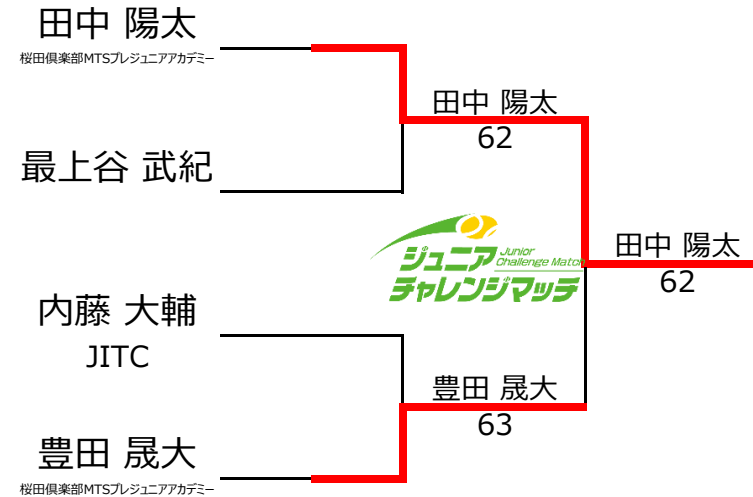 田中 陽太
桜田倶楽部MTSプレジュニアアカデミー
田中 陽太
62
最上谷 武紀
ジュニア Junior Challenge Match
チャレンジマッチ
田中 陽太
62
内藤 大輔
JITC
豊田 晟大
63
豊田 晟大
桜田倶楽部MTSプレジュニアアカデミー